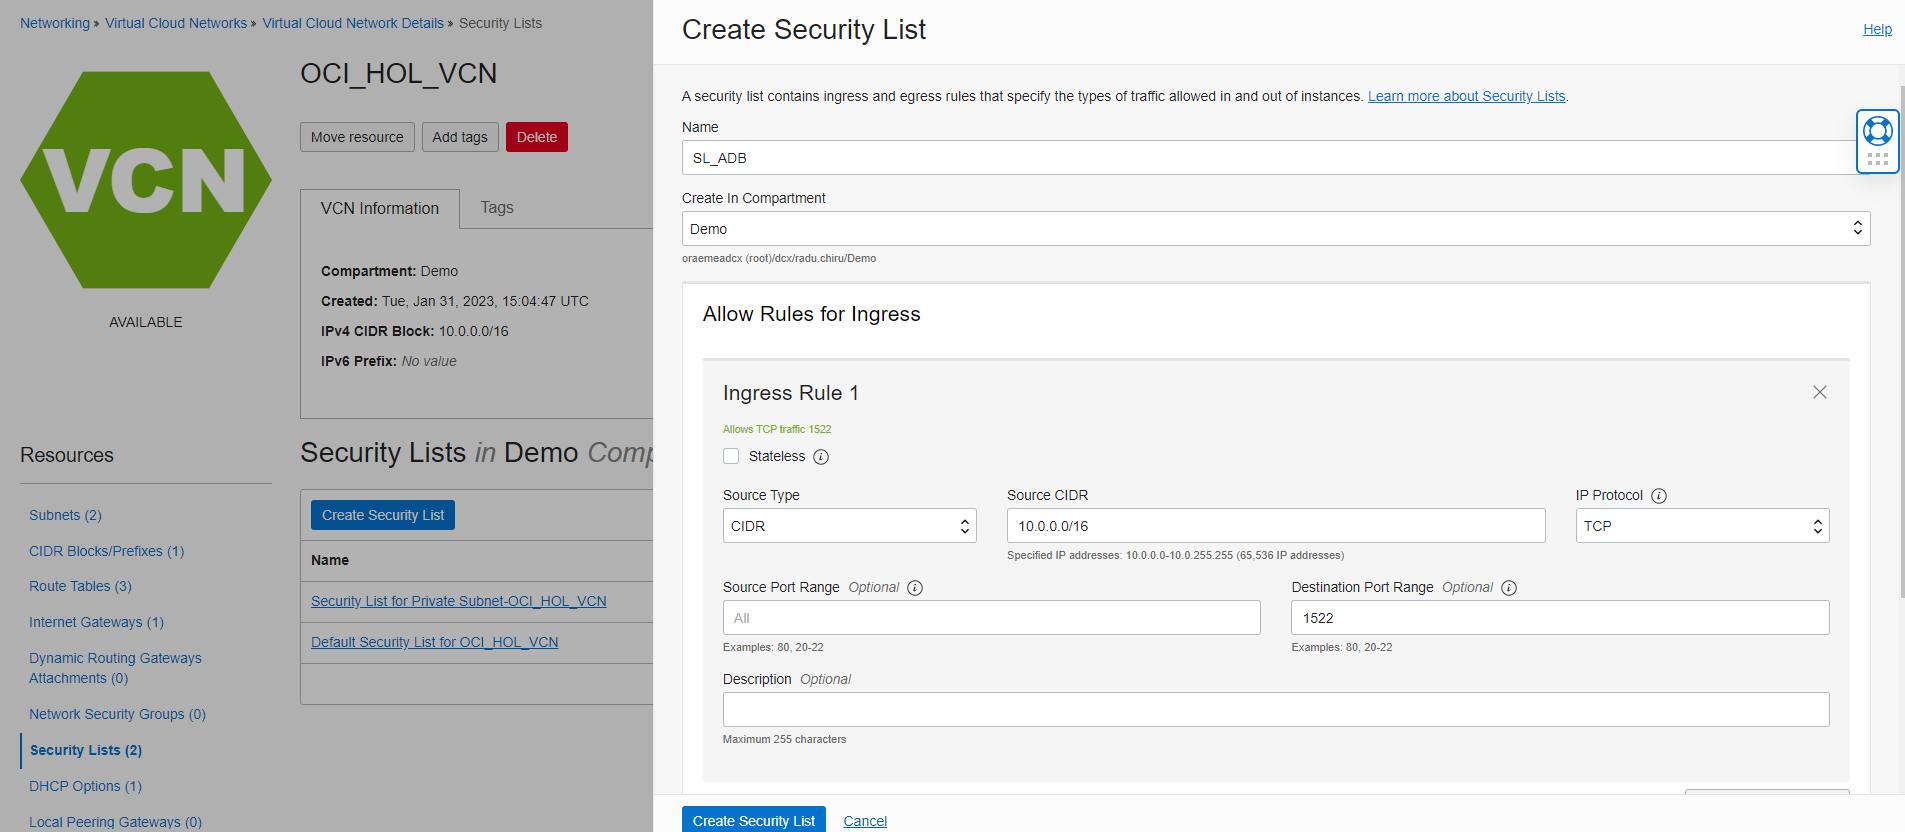 Networking » Virtual Cloud Networks » Virtual Cloud Network Details » Security Lists
VCN
AVAILABLE
OCI_HOL_VCN
Move resource Add tags Delete
VCN Information Tags
Compartment: Demo
Created: Tue, Jan 31, 2023, 15:04:47 UTC
IPv4 CIDR Block: 10.0.0.0/16
IPv6 Prefix: No value
Resources
Subnets (2)
CIDR Blocks/Prefixes (1)
Route Tables (3)
Internet Gateways (1)
Dynamic Routing Gateways
Attachments (0)
Network Security Groups (0)
Security Lists (2)
DHCP Options (1)
Local Peering Gateways (0)
Security Lists in Demo Comp
Create Security List
Name
Security List for Private Subnet-OCI_HOL_VCN
Default Security List for OCI_HOL_VCN
Create Security List
Help
A security list contains ingress and egress rules that specify the types of traffic allowed in and out of instances. Learn more about Security Lists.
Name
SL_ADB
Create In Compartment
Demo
oraemeadcx (root)/dcx/radu.chiru/Demo
Allow Rules for Ingress
Ingress Rule 1
Allows TCP traffic 1522
Stateless
Source Type Source CIDR IP Protocol
CIDR 10.0.0.0/16 TCP
Specified IP addresses: 10.0.0.0-10.0.255.255 (65,536 IP addresses)
Source Port Range Optional Destination Port Range Optional
All 1522
Examples: 80, 20-22 Examples: 80, 20-22
Description Optional
Maximum 255 characters
Create Security List Cancel